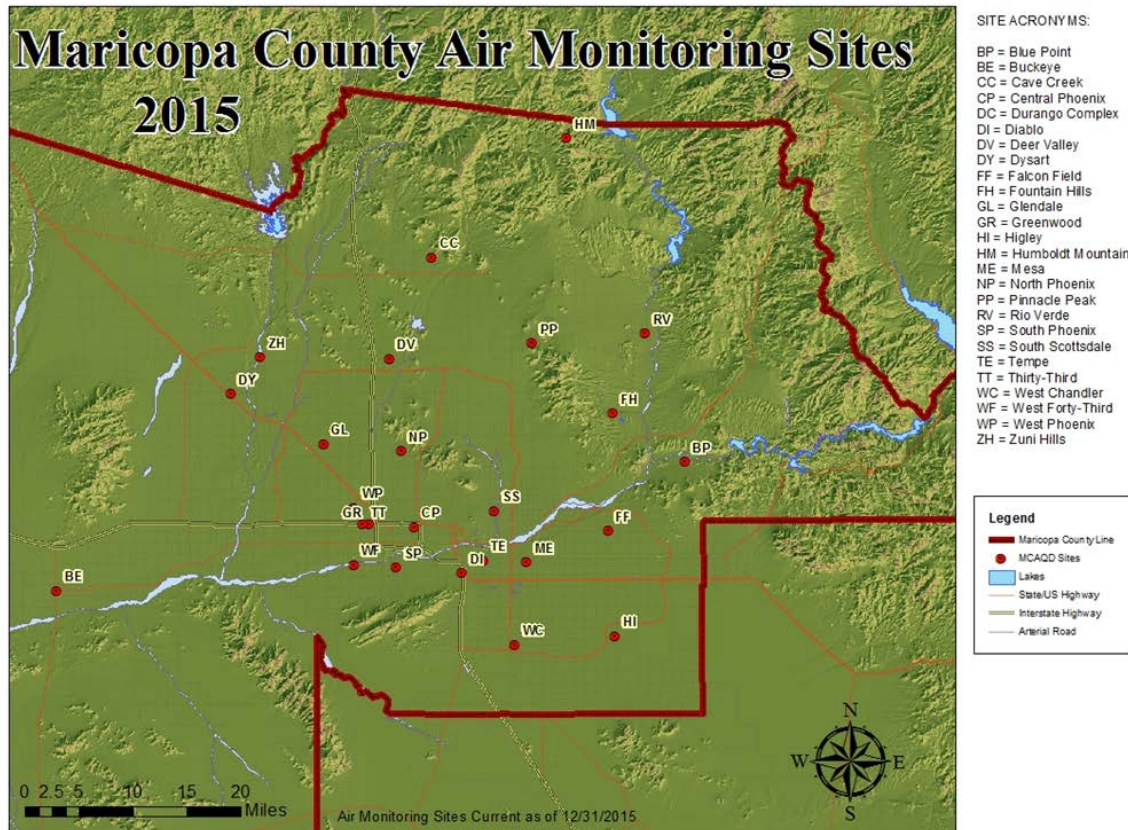 Maricopa County Air Monitoring Sites
2015
HM
CC
RV
PP
ZH
DV
DY
FH
GL
NP
BP
WP
SS
GR TT
CP
FF
WF
SP
TE
DI
ME
BE
WC
HI
N
W E
S
0 2.5 5 10 15 20
Miles
Air Monitoring Sites Current as of 12/31/2015
SITE ACRONYMS:
BP = Blue Point
BE = Buckeye
CC = Cave Creek
CP = Central Phoenix
DC = Durango Complex
DI = Diablo
DV = Deer Valley
DY = Dysart
FF = Falcon Field
FH = Fountain Hills
GL = Glendale
GR = Greenwood
HI = Higley
HM = Humboldt Mountain
ME = Mesa
NP = North Phoenix
PP = Pinnacle Peak
RV = Rio Verde
SP = South Phoenix
SS = South Scottsdale
TE = Tempe
TT = Thirty-Third
WC = West Chandler
WF = West Forty-Third
WP = West Phoenix
ZH = Zuni Hills
Legend
Maricopa County Line
MCAQD Sites
Lakes
State/US Highway
Interstate Highway
Arterial Road